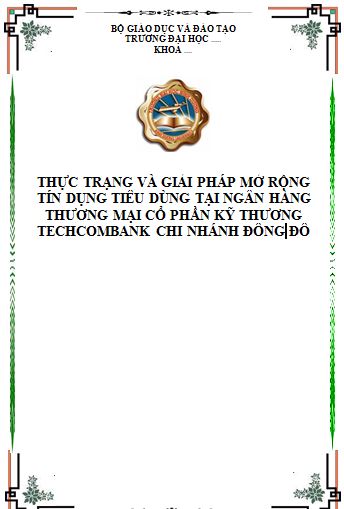 BỘ GIÁO DỤC VÀ ĐÀO TẠO
TRƯỜNG ĐẠI HỌC .....
KHOA ....
THỰC TRẠNG VÀ GIẢI PHÁP MỞ RỘNG
TÍN DỤNG TIÊU DÙNG TẠI NGÂN HÀNG
THƯƠNG MẠI CỔ PHẦN KỸ THƯƠNG
TECHCOMBANK CHI NHÁNH ĐÔNG ĐÔ